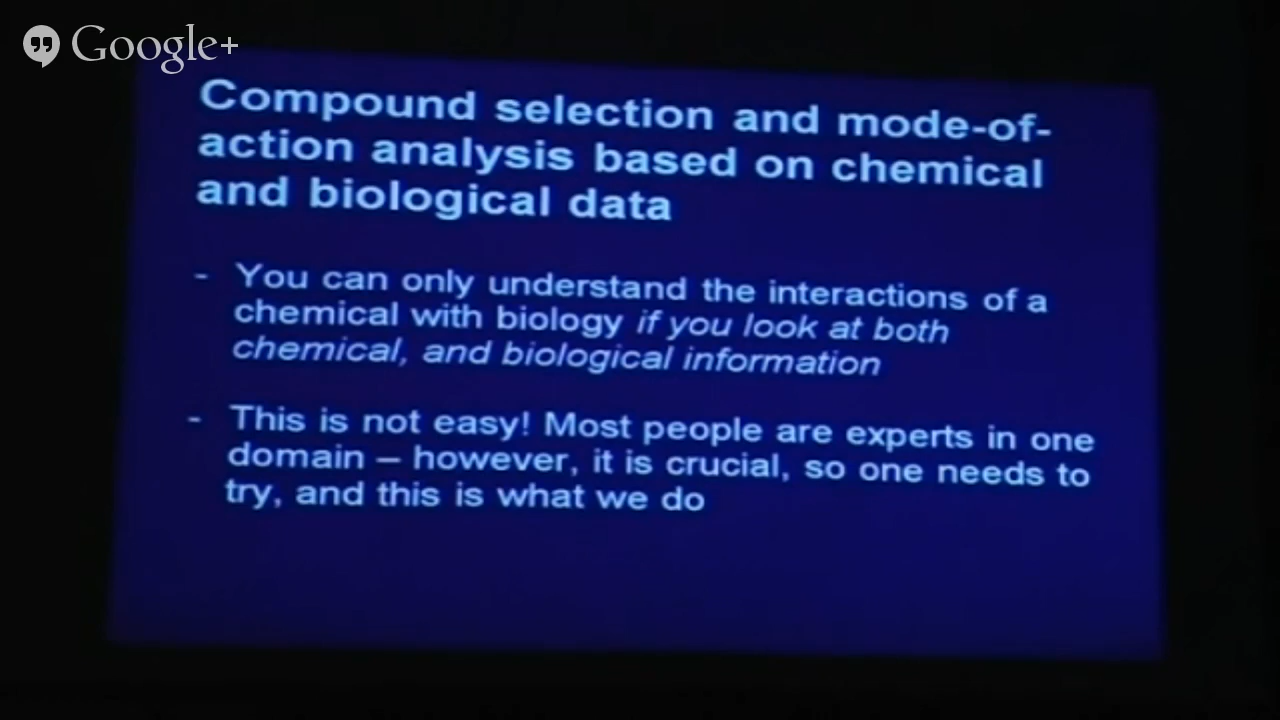 Google+
Compound selection and mode-of-
action analysis based on chemical
and biological data
- You can only understand the interactions of a
chemical with biology if you look at both
chemical, and biological information
- This is not easy! Most people are experts in one
domain – however, it is crucial, so one needs to
try, and this is what we do